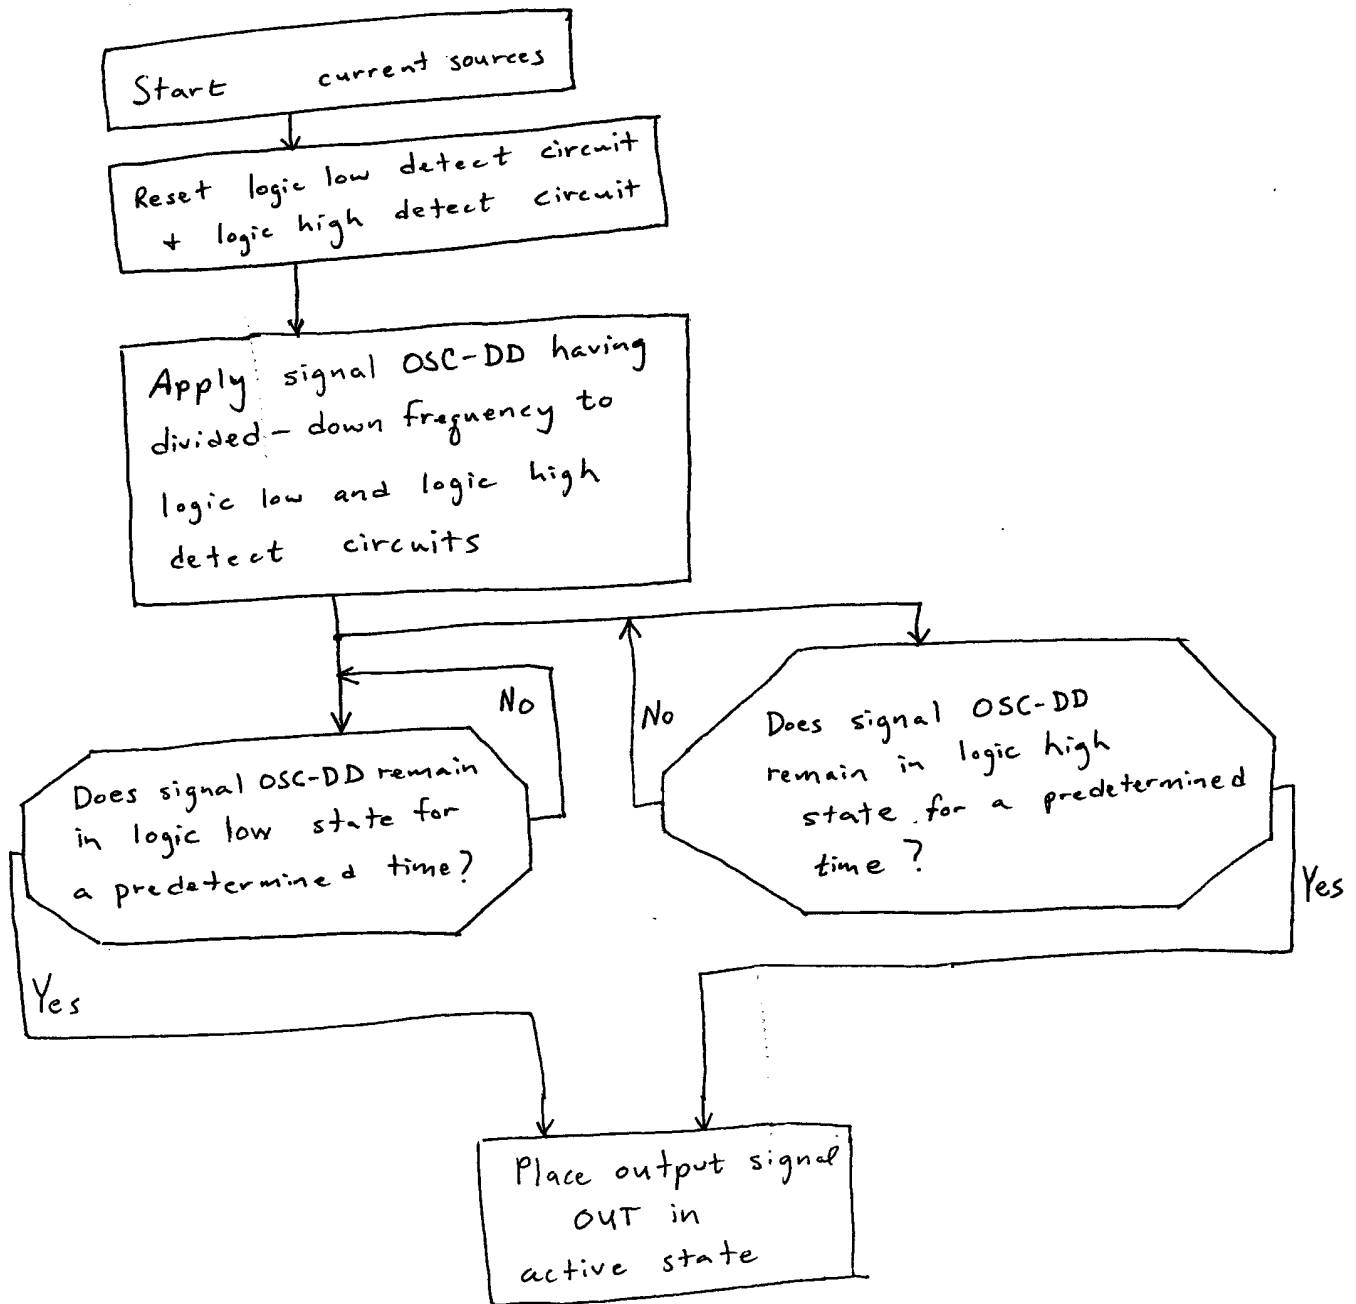 Start current sources
Reset logic low detect circuit
+ logic high detect circuit
Apply signal OSC-DD having
divided-down frequency to
logic low and logic high
detect circuits
No
No
Does signal OSC-DD remain
in logic low state for
a predetermined time?
Does signal OSC-DD
remain in logic high
state for a predetermined
time?
Yes
Yes
Place output signal
OUT in
active state